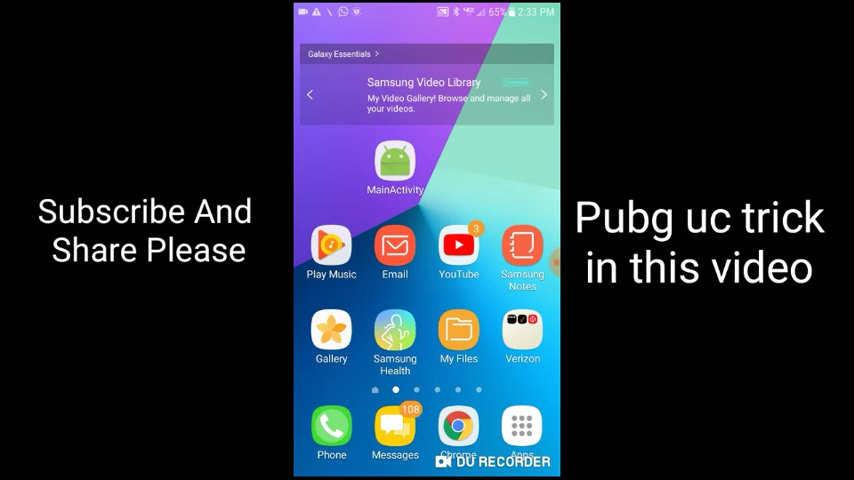 65% 2:33 PM
Galaxy Essentials >
Samsung Video Library
My Video Gallery! Browse and manage all
your videos.
MainActivity
Subscribe And
Share Please
Pubg uc trick
in this video
3
Play Music
Email
YouTube
Samsung
Notes
Gallery
Samsung
Health
My Files
Verizon
108
Phone
Messages
Chrome
Apps
DU RECORDER